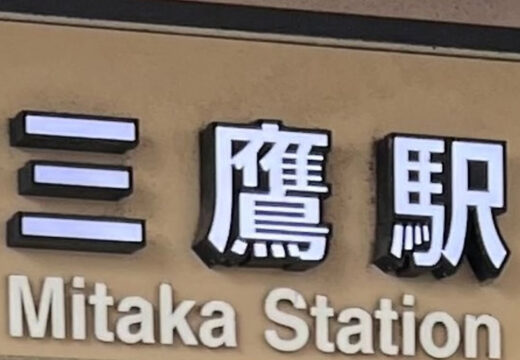 三鷹駅
Mitaka Station